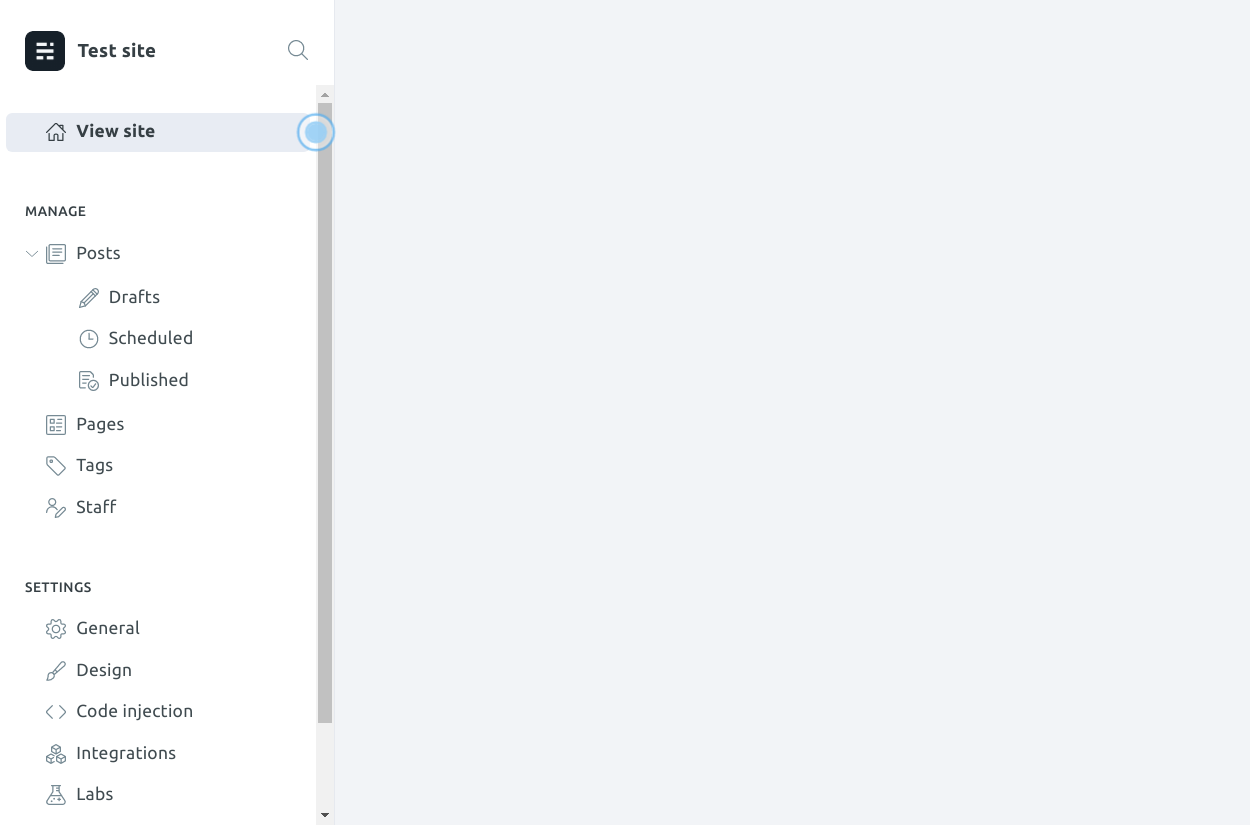 Test site
View site
MANAGE
Posts
Drafts
Scheduled
Published
Pages
Tags
Staff
SETTINGS
General
Design
Code injection
Integrations
Labs